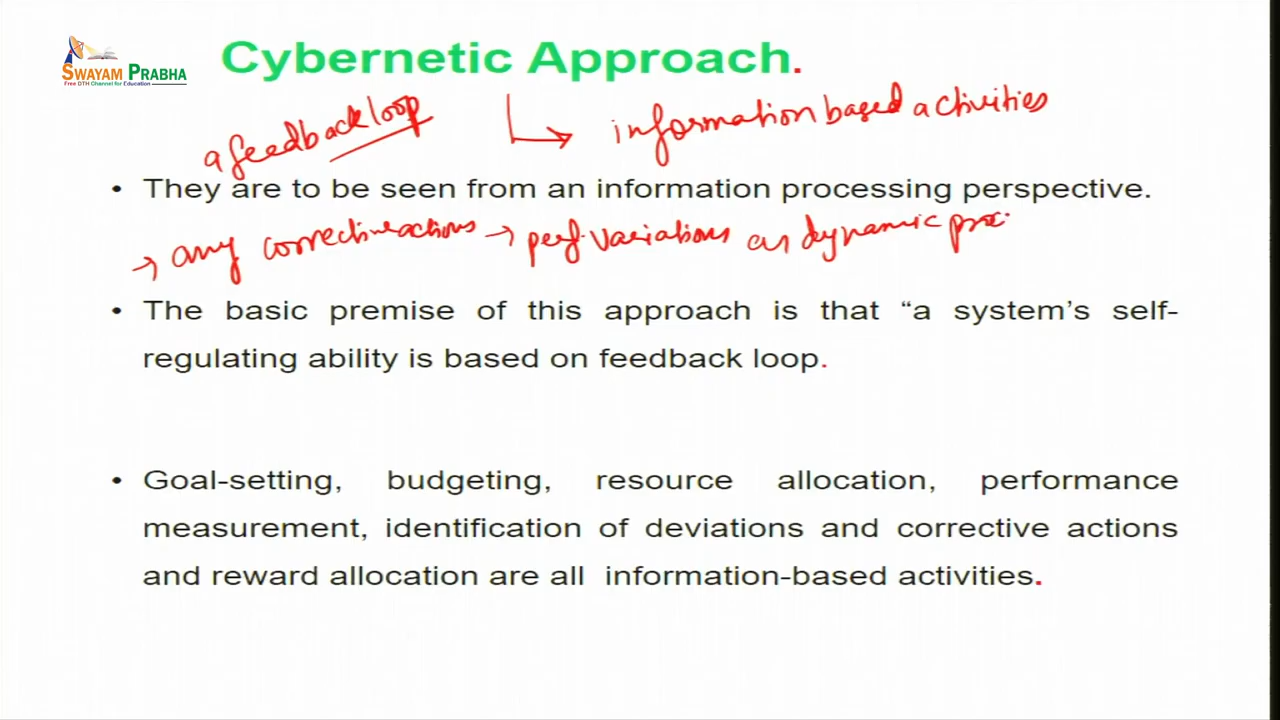 Cybernetic Approach.
SWAYAM PRABHA
Free DTH Channel for Education
a feedback loop
information based activities
• They are to be seen from an information processing perspective.
→ any corrective actions → perf. variations as dynamic
• The basic premise of this approach is that “a system’s self-
regulating ability is based on feedback loop.
• Goal-setting, budgeting, resource allocation, performance
measurement, identification of deviations and corrective actions
and reward allocation are all information-based activities.